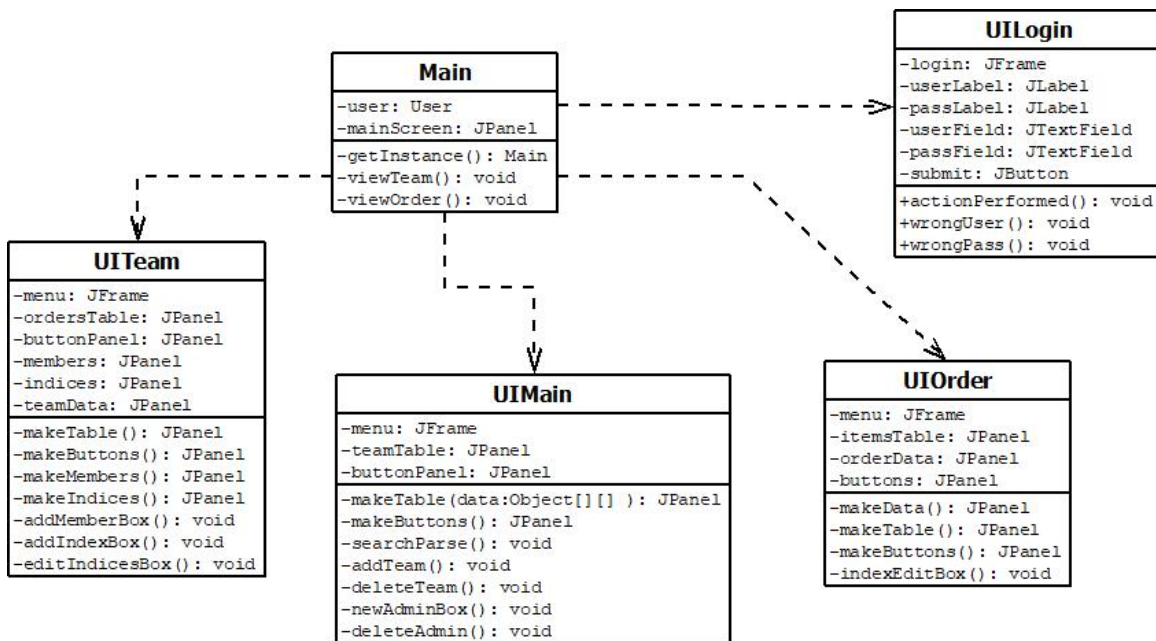 Main
-user: User
-mainScreen: JPanel
-getInstance(): Main
-viewTeam(): void
-viewOrder(): void
UILogin
-login: JFrame
-userLabel: JLabel
-passLabel: JLabel
-userField: JTextField
-passField: JTextField
-submit: JButton
+actionPerformed(): void
+wrongUser(): void
+wrongPass(): void
UITeam
-menu: JFrame
-ordersTable: JPanel
-buttonPanel: JPanel
-members: JPanel
-indices: JPanel
-teamData: JPanel
-makeTable(): JPanel
-makeButtons(): JPanel
-makeMembers(): JPanel
-makeIndices(): JPanel
-addMemberBox(): void
-addIndexBox(): void
-editIndicesBox(): void
UIMain
-menu: JFrame
-teamTable: JPanel
-buttonPanel: JPanel
-makeTable(data:Object[][] ): JPanel
-makeButtons(): JPanel
-searchParse(): void
-addTeam(): void
-deleteTeam(): void
-newAdminBox(): void
-deleteAdmin(): void
UIOrder
-menu: JFrame
-itemsTable: JPanel
-orderData: JPanel
-buttons: JPanel
-makeData(): JPanel
-makeTable(): JPanel
-makeButtons(): JPanel
-indexEditBox(): void